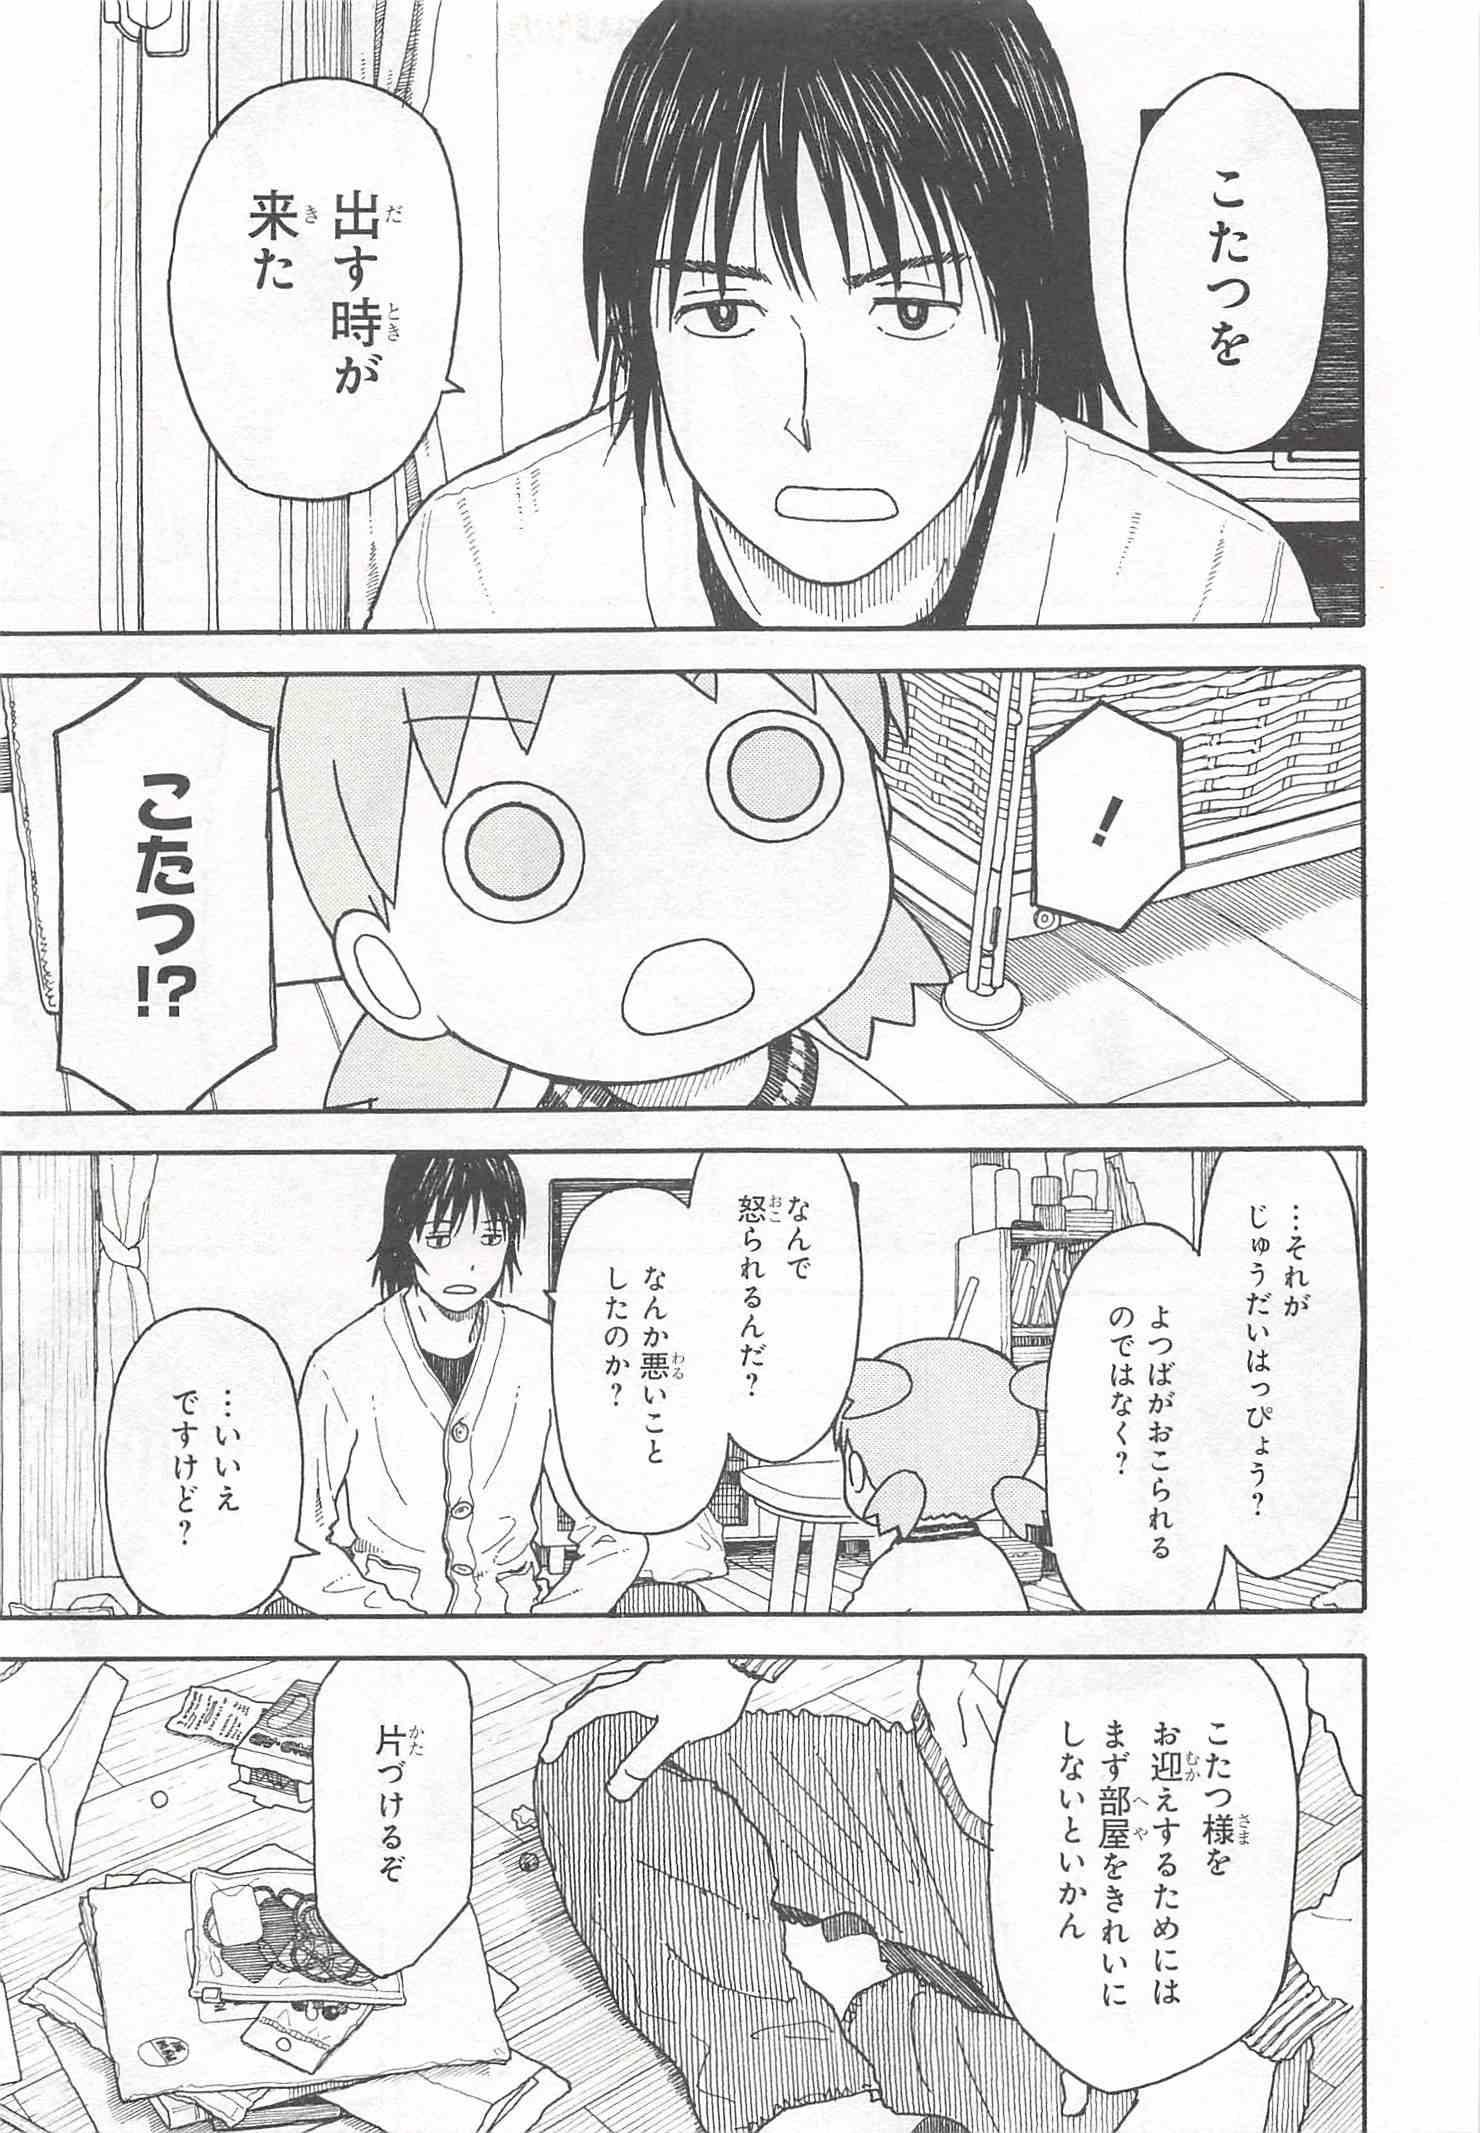 こたつを
出す時が
来た
！
こたつ!?
…それが
じゅうだいはっぴょう？
よつばがおこられる
のではなく？
なんで
怒られるんだ？
なんか悪いこと
したのか？
…いいえ
ですけど？
こたつ様を
お迎えするためには
まず部屋をきれいに
しないといかん
片づけるぞ